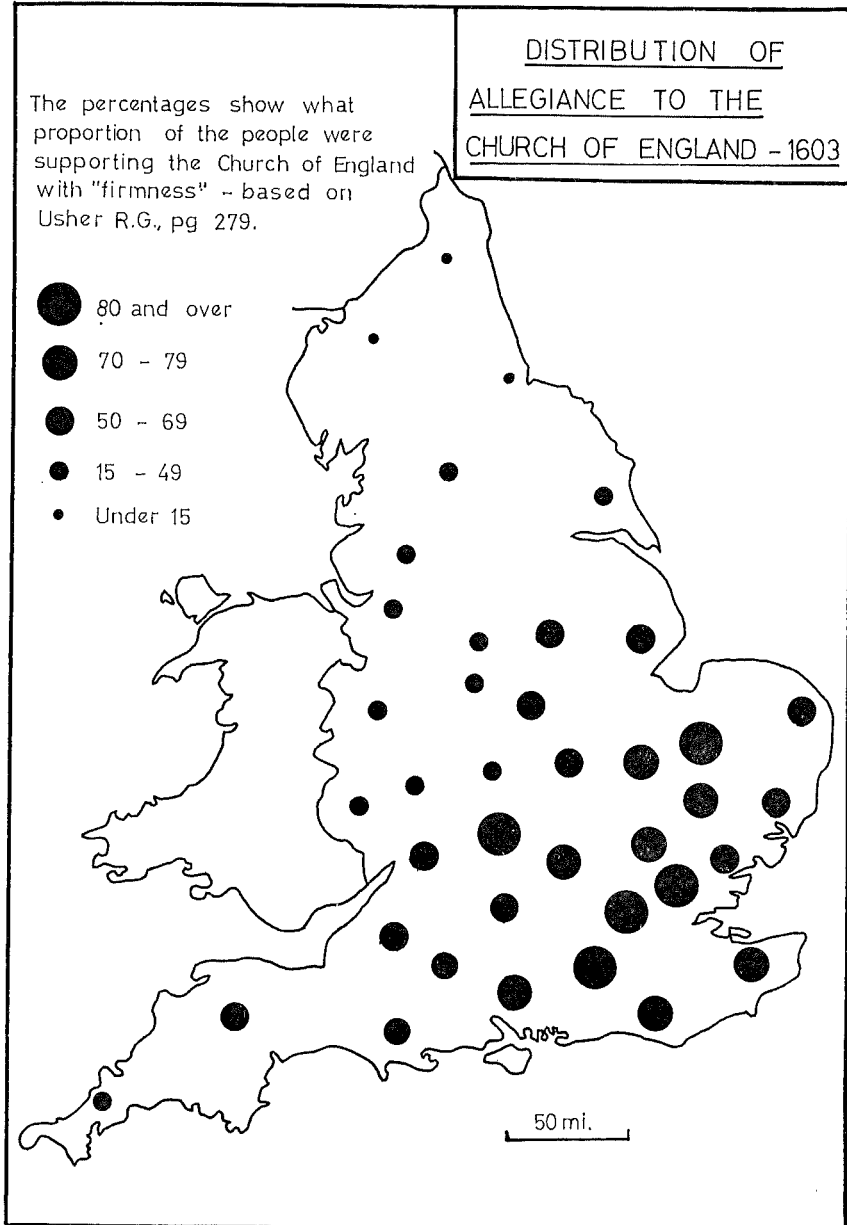 DISTRIBUTION OF
ALLEGIANCE TO THE
CHURCH OF ENGLAND - 1603
The percentages show what
proportion of the people were
supporting the Church of England
with "firmness" - based on
Usher R.G., pg 279.
80 and over
70 - 79
50 - 69
15 - 49
Under 15
50 mi.